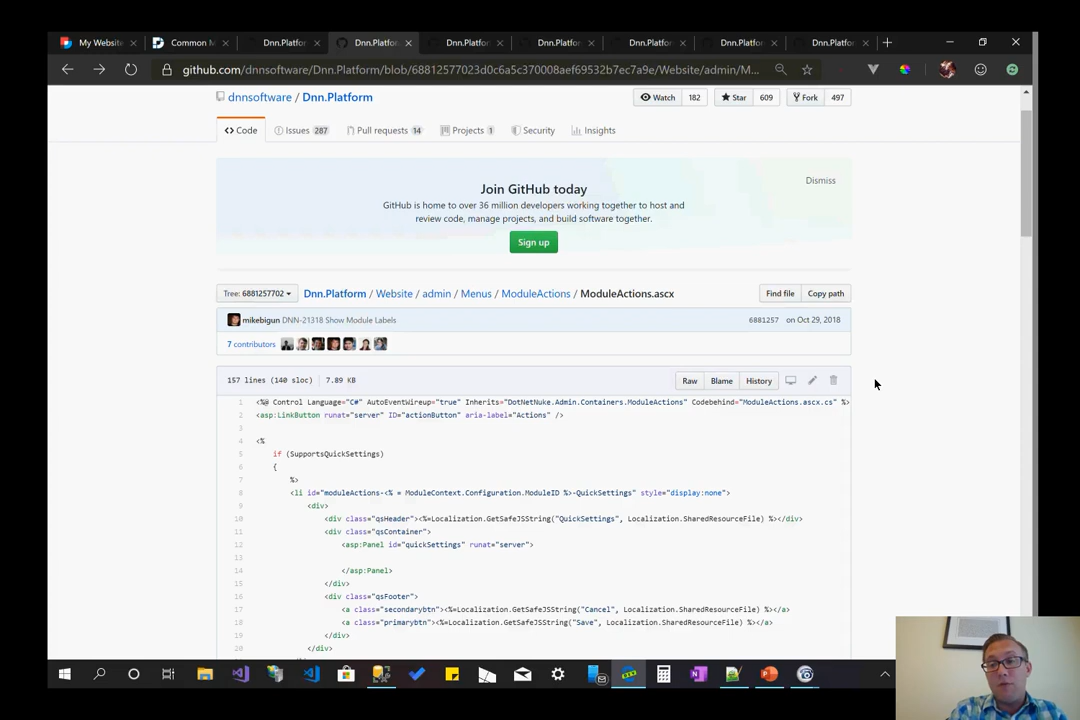 My Website
Common M
Dnn.Platfor
Dnn.Platfor
Dnn.Platfor
Dnn.Platfor
Dnn.Platfor
Dnn.Platfor
Dnn.Platfor
github.com/dnnsoftware/Dnn.Platform/blob/68812577023d0c6a5c370008aef69532b7ec7a9e/Website/admin/M...
dnnsoftware / Dnn.Platform
Watch 182 Star 609 Fork 497
Code Issues 287 Pull requests 14 Projects 1 Security Insights
Dismiss
Join GitHub today
GitHub is home to over 36 million developers working together to host and
review code, manage projects, and build software together.
Sign up
Tree: 6881257702 Dnn.Platform / Website / admin / Menus / ModuleActions / ModuleActions.ascx Find file Copy path
mikebigun DNN-21318 Show Module Labels 6881257 on Oct 29, 2018
7 contributors
157 lines (140 sloc) 7.89 KB Raw Blame History
1 <%@ Control Language="C#" AutoEventWireup="true" Inherits="DotNetNuke.Admin.Containers.ModuleActions" Codebehind="ModuleActions.ascx.cs" %>
2 <asp:LinkButton runat="server" ID="actionButton" aria-label="Actions" />
3
4 <%
5 if (SupportsQuickSettings)
6 {
7 %>
8 <li id="moduleActions-<% = ModuleContext.Configuration.ModuleID %>-QuickSettings" style="display:none">
9 <div>
10 <div class="qsHeader"><%=Localization.GetSafeJSString("QuickSettings", Localization.SharedResourceFile) %></div>
11 <div class="qsContainer">
12 <asp:Panel id="quickSettings" runat="server">
13
14 </asp:Panel>
15 </div>
16 <div class="qsFooter">
17 <a class="secondarybtn"><%=Localization.GetSafeJSString("Cancel", Localization.SharedResourceFile) %></a>
18 <a class="primarybtn"><%=Localization.GetSafeJSString("Save", Localization.SharedResourceFile) %></a>
19 </div>
20 </div>